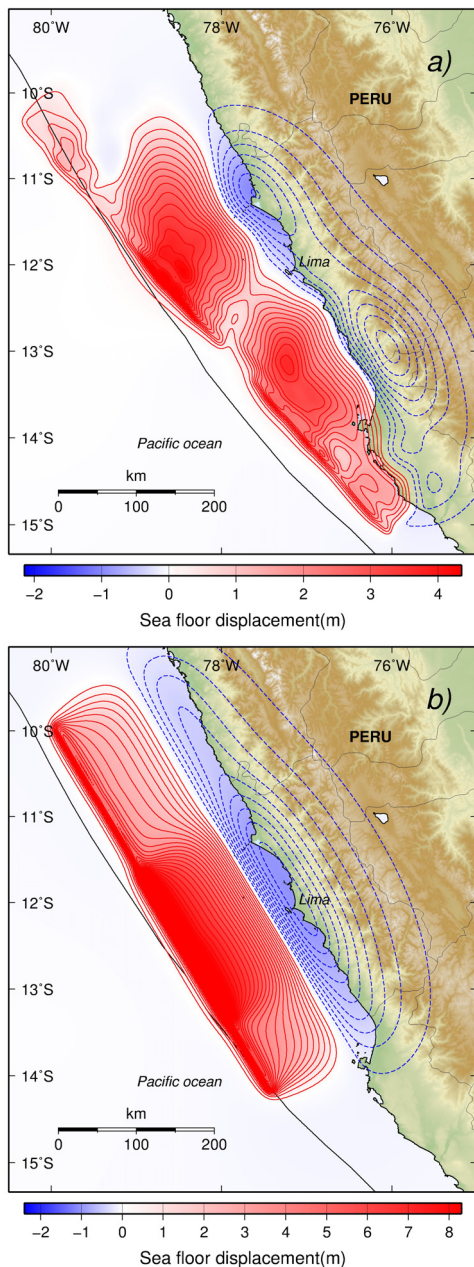 80°W 78°W 76°W
a)
10°S
PERU
11°S
Lima
12°S
13°S
14°S
Pacific ocean
km
0 100 200
15°S
−2 −1 0 1 2 3 4
Sea floor displacement(m)
80°W 78°W 76°W
b)
10°S
PERU
11°S
12°S
Lima
13°S
14°S
Pacific ocean
km
0 100 200
15°S
−2 −1 0 1 2 3 4 5 6 7 8
Sea floor displacement(m)